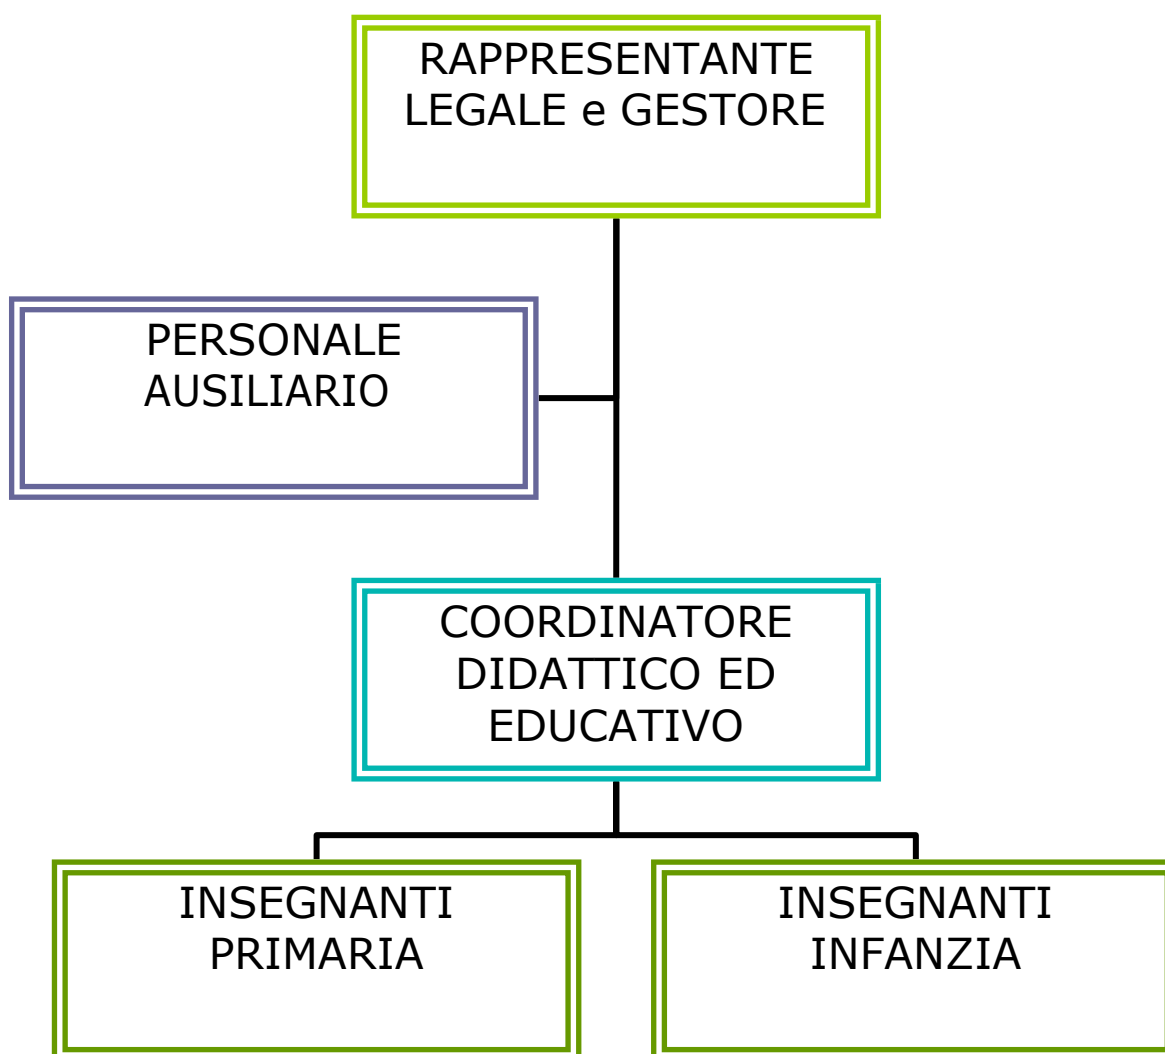 RAPPRESENTANTE
LEGALE e GESTORE
PERSONALE
AUSILIARIO
COORDINATORE
DIDATTICO ED
EDUCATIVO
INSEGNANTI
PRIMARIA
INSEGNANTI
INFANZIA